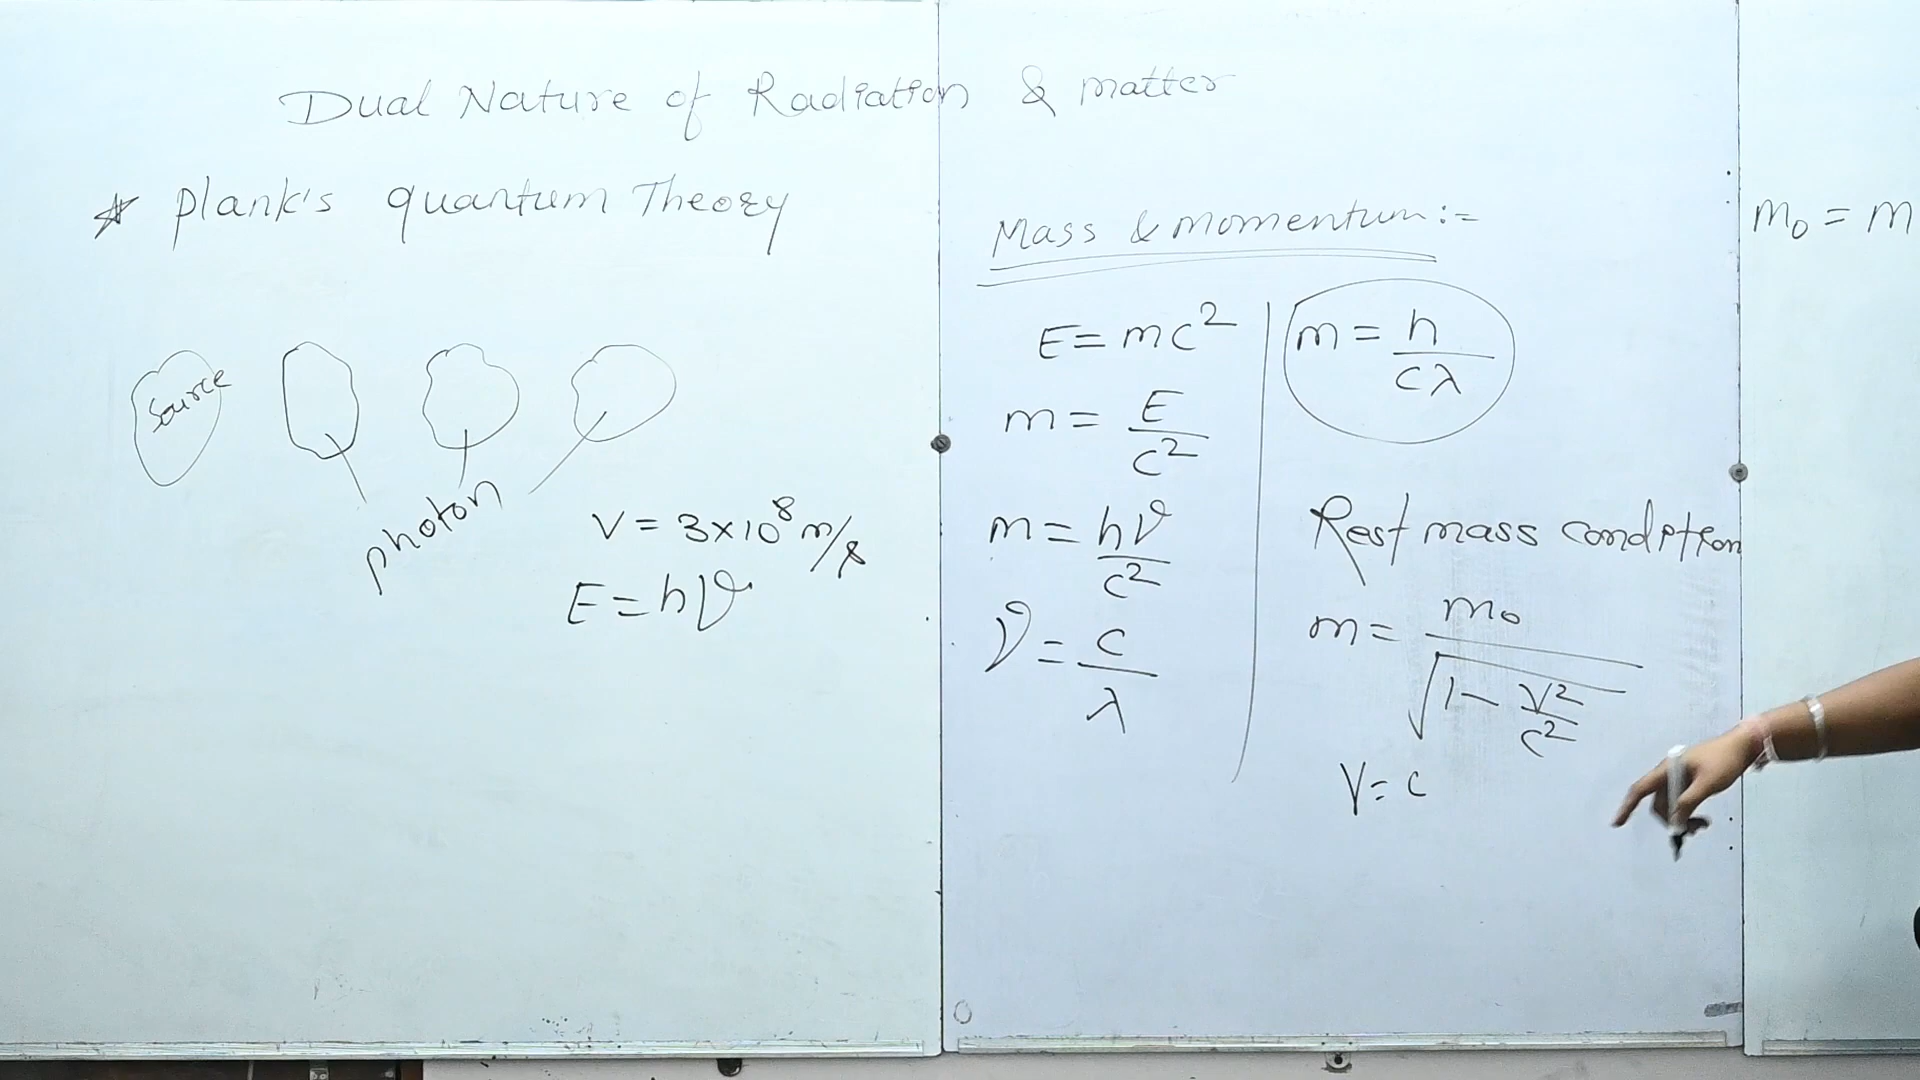 Dual Nature of Radiation & matter
* plank's quantum Theory
Source
photon
V = 3×10⁸ m/s
E = hν
Mass & momentum :-
E = mc²
m = E/c²
m = hν/c²
ν = c/λ
m = h/cλ
Rest mass condition
m = m₀/√(1 - V²/c²)
V = c
m₀ = m